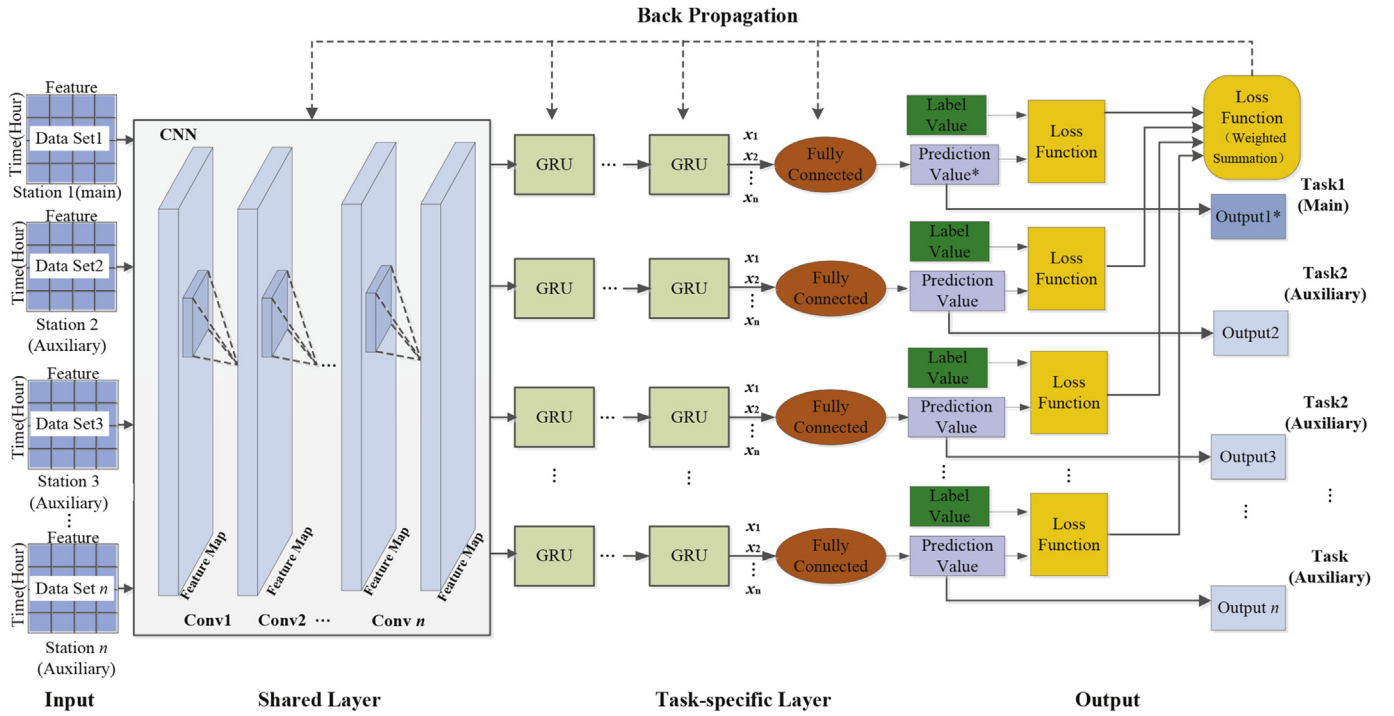 Back Propagation
Feature
Time(Hour)
Data Set1
Station 1(main)
Time(Hour)
Data Set2
Station 2
(Auxiliary)
Feature
Time(Hour)
Data Set3
Station 3
(Auxiliary)
⋮
Feature
Time(Hour)
Data Set n
Station n
(Auxiliary)
Input
CNN
...
Feature Map
Feature Map
Feature Map
Feature Map
Conv1
Conv2
...
Conv n
Shared Layer
GRU
...
GRU
x1
x2
⋮
xn
Fully
Connected
Label
Value
Prediction
Value*
Loss
Function
GRU
...
GRU
x1
x2
⋮
xn
Fully
Connected
Label
Value
Prediction
Value
Loss
Function
GRU
...
GRU
x1
x2
⋮
xn
Fully
Connected
Label
Value
Prediction
Value
Loss
Function
⋮
⋮
⋮
⋮
GRU
...
GRU
x1
x2
⋮
xn
Fully
Connected
Label
Value
Prediction
Value
Loss
Function
Task-specific Layer
Loss
Function
（Weighted
Summation）
Task1
(Main)
Output1*
Task2
(Auxiliary)
Output2
Task2
(Auxiliary)
Output3
⋮
⋮
Task
(Auxiliary)
Output n
Output